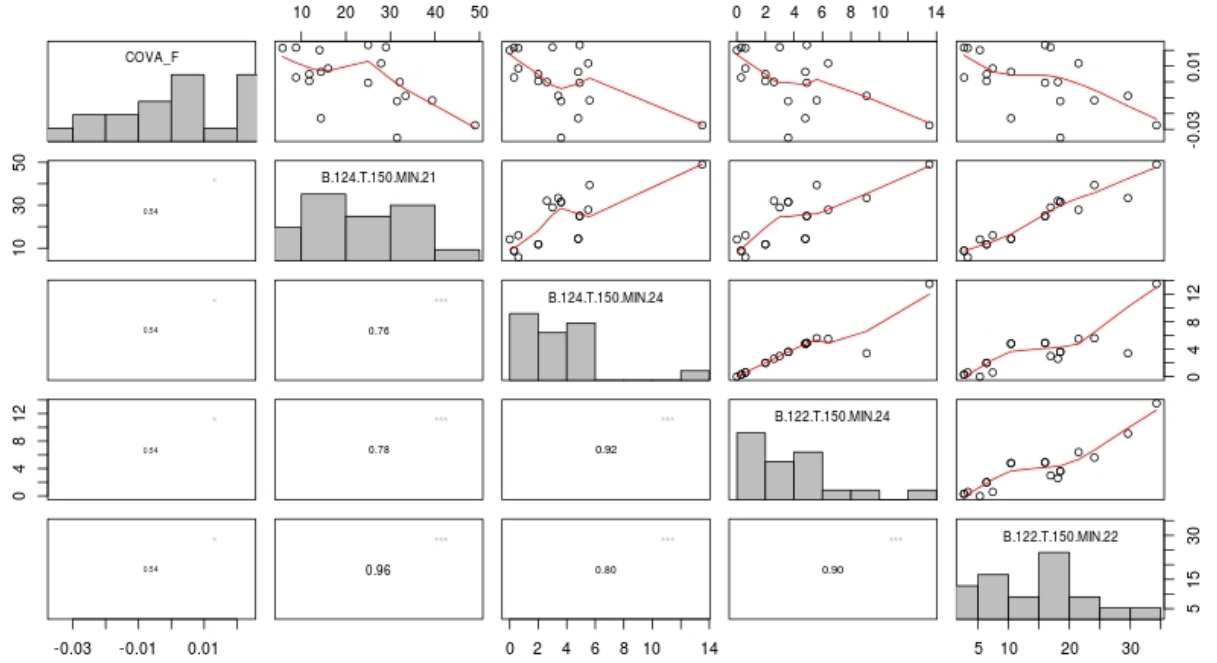 10 20 30 40 50 0 2 4 6 8 10 14
COVA_F
0.01
-0.03
50
30
10
B.124.T.150.MIN.21
*
0.54
B.124.T.150.MIN.24
* ***
0.54 0.76
12
8
4
0
12
8
4
0
B.122.T.150.MIN.24
* *** ***
0.54 0.78 0.92
B.122.T.150.MIN.22
* *** *** ***
0.54 0.96 0.80 0.90
30
15
5
-0.03 -0.01 0.01 0 2 4 6 8 10 14 5 10 20 30